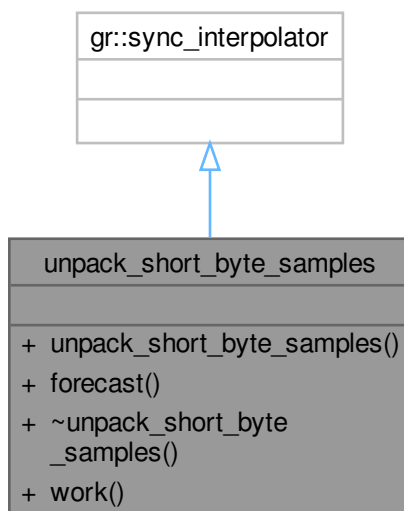 gr::sync_interpolator
unpack_short_byte_samples
+ unpack_short_byte_samples()
+ forecast()
+ ~unpack_short_byte
_samples()
+ work()